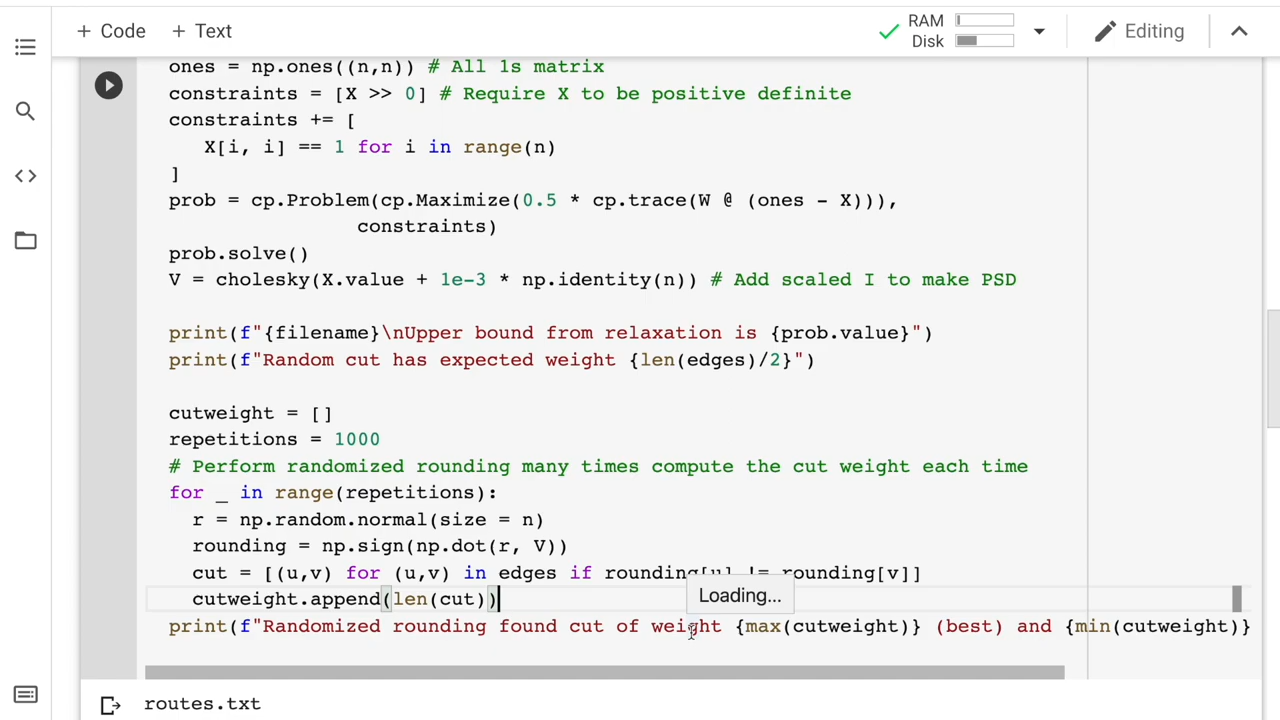 + Code + Text
RAM
Disk
Editing
ones = np.ones((n,n)) # All 1s matrix
constraints = [X >> 0] # Require X to be positive definite
constraints += [
X[i, i] == 1 for i in range(n)
]
prob = cp.Problem(cp.Maximize(0.5 * cp.trace(W @ (ones - X))),
constraints)
prob.solve()
V = cholesky(X.value + 1e-3 * np.identity(n)) # Add scaled I to make PSD
print(f"{filename}\nUpper bound from relaxation is {prob.value}")
print(f"Random cut has expected weight {len(edges)/2}")
cutweight = []
repetitions = 1000
# Perform randomized rounding many times compute the cut weight each time
for _ in range(repetitions):
r = np.random.normal(size = n)
rounding = np.sign(np.dot(r, V))
cut = [(u,v) for (u,v) in edges if rounding[u] != rounding[v]]
Loading...
cutweight.append(len(cut))
print(f"Randomized rounding found cut of weight {max(cutweight)} (best) and {min(cutweight)}
routes.txt